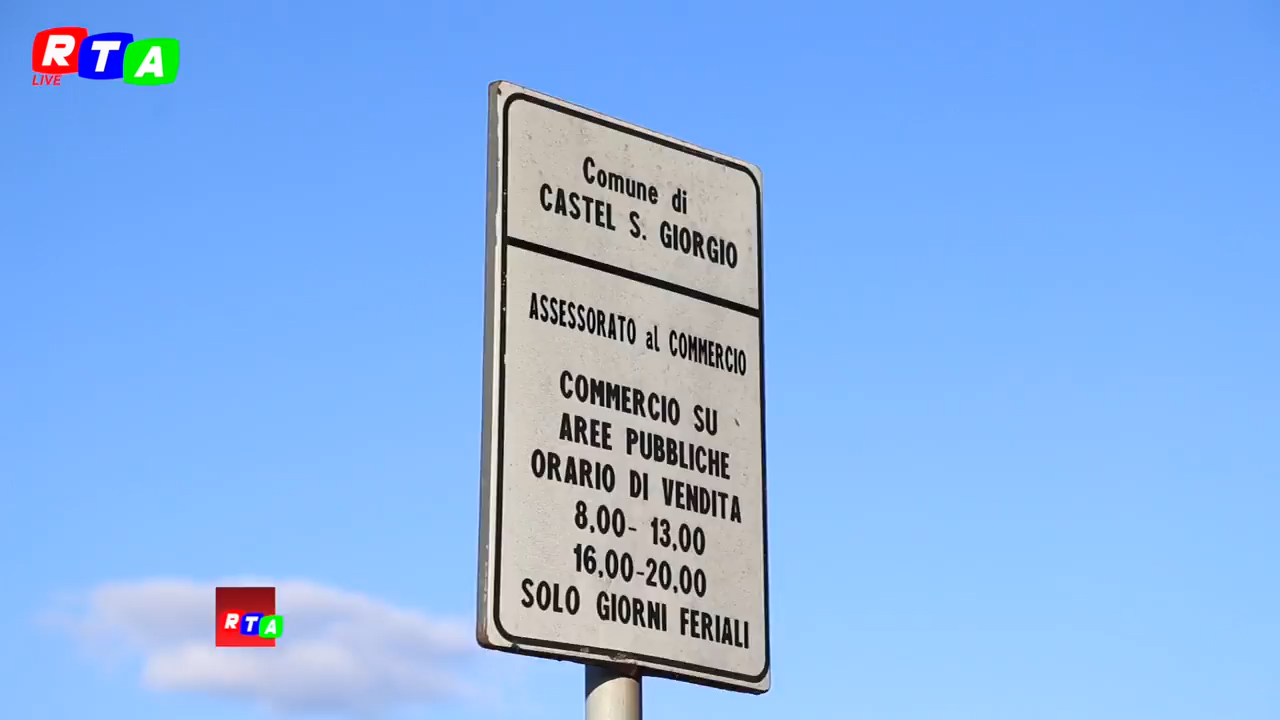 RTA
LIVE
Comune di
CASTEL S. GIORGIO
ASSESSORATO al COMMERCIO
COMMERCIO SU
AREE PUBBLICHE
ORARIO DI VENDITA
8,00- 13,00
16,00-20,00
SOLO GIORNI FERIALI
RTA